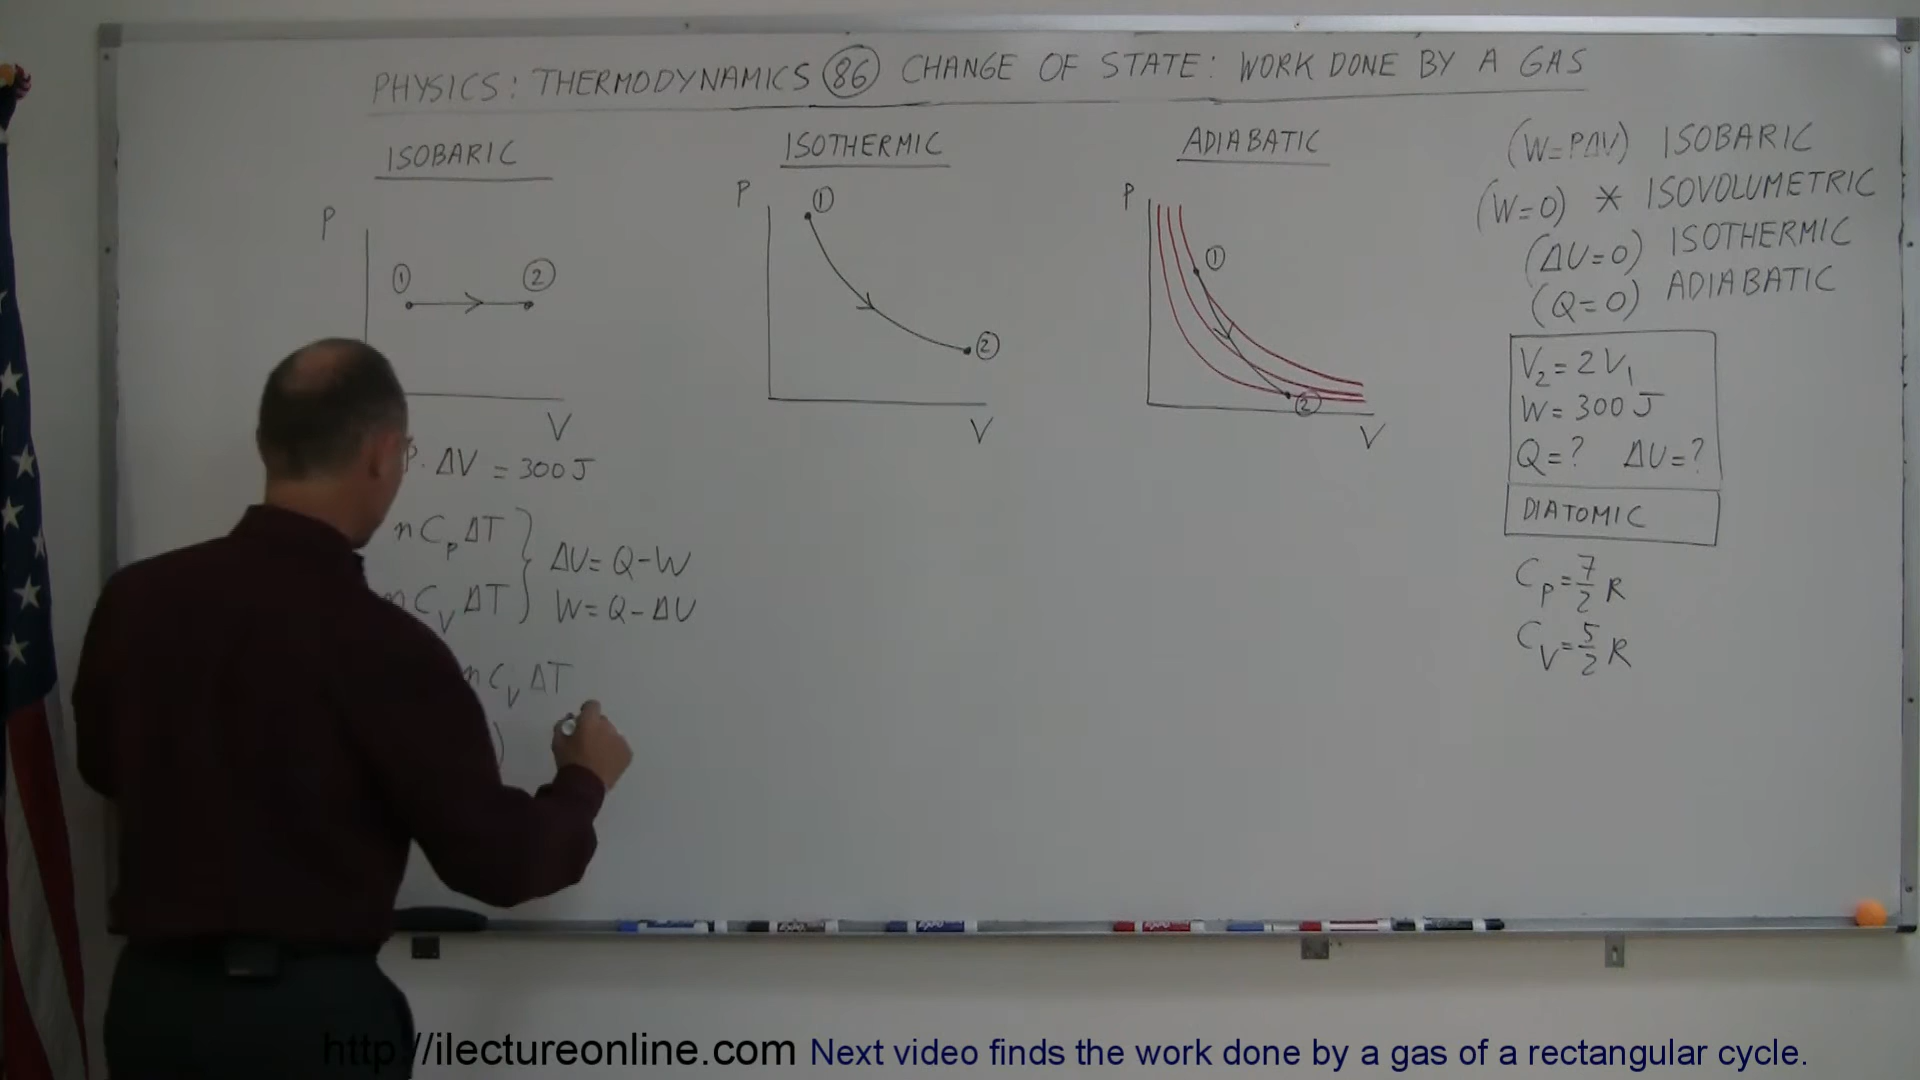 PHYSICS: THERMODYNAMICS 86 CHANGE OF STATE: WORK DONE BY A GAS
ISOBARIC
P
1 2
V
P. ΔV = 300 J
nCpΔT } ΔU = Q - W
nCvΔT } W = Q - ΔU
nCvΔT
)
ISOTHERMIC
P
1
2
V
ADIABATIC
P
1
2
V
(W=PΔV) ISOBARIC
(W=0) * ISOVOLUMETRIC
(ΔU=0) ISOTHERMIC
(Q=0) ADIABATIC
V₂ = 2V₁
W = 300 J
Q = ? ΔU = ?
DIATOMIC
Cp = 7/2 R
Cv = 5/2 R
http://ilectureonline.com Next video finds the work done by a gas of a rectangular cycle.